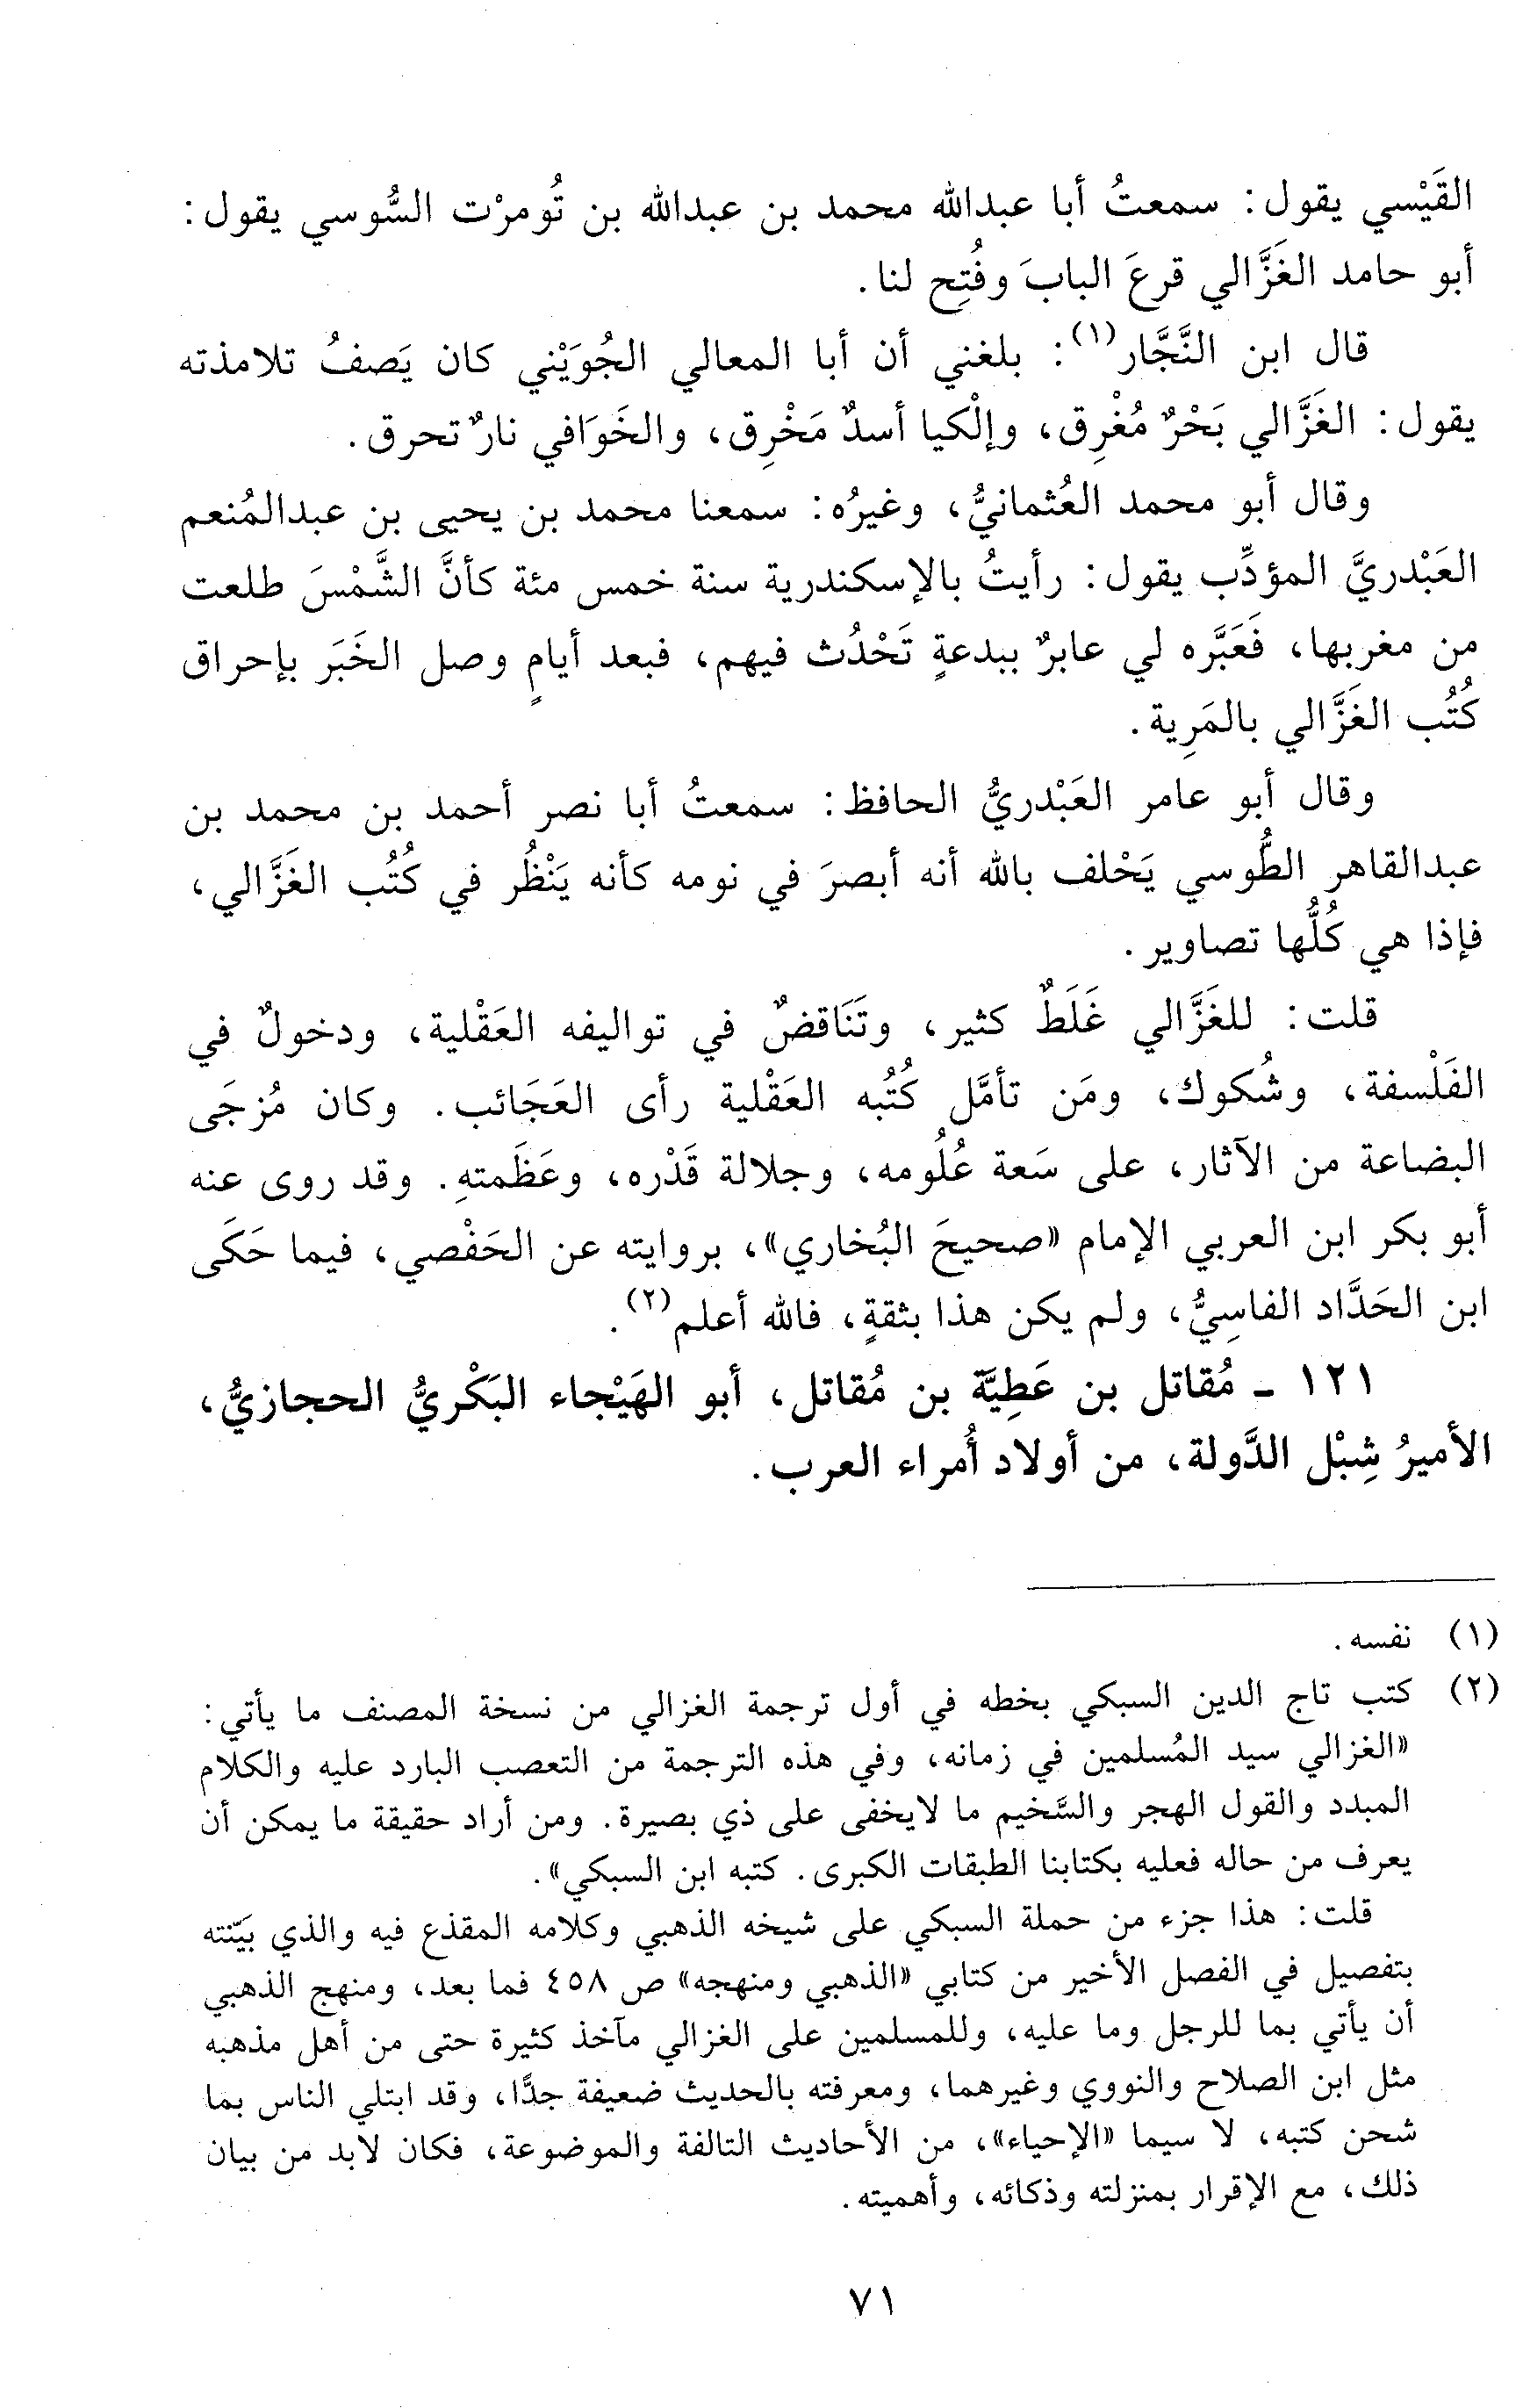 القَيْسي يقول: سمعتُ أبا عبدالله محمد بن عبدالله بن تُومرْت السُّوسي يقول:
أبو حامد الغَزَّالي قرعَ البابَ وفُتِح لنا.
قال ابن النَّجَّار(١): بلغني أن أبا المعالي الجُوَيْني كان يَصفُ تلامذته
يقول: الغَزَّالي بَحْرٌ مُغْرِق، وإلْكيا أسدٌ مَخْرِق، والخَوَافي نارٌ تحرق.
وقال أبو محمد العُثمانيُّ، وغيرُه: سمعنا محمد بن يحيى بن عبدالمُنعم
العَبْدريَّ المؤدِّب يقول: رأيتُ بالإسكندرية سنة خمس مئة كأنَّ الشَّمْسَ طلعت
من مغربها، فَعَبَّره لي عابرٌ ببدعةٍ تَحْدُث فيهم، فبعد أيامٍ وصل الخَبَر بإحراق
كُتُب الغَزَّالي بالمَرِية.
وقال أبو عامر العَبْدريُّ الحافظ: سمعتُ أبا نصر أحمد بن محمد بن
عبدالقاهر الطُّوسي يَحْلف بالله أنه أبصرَ في نومه كأنه يَنْظُر في كُتُب الغَزَّالي،
فإذا هي كُلُّها تصاوير.
قلت: للغَزَّالي غَلَطٌ كثير، وتَنَاقضٌ في تواليفه العَقْلية، ودخولٌ في
الفَلْسفة، وشُكوك، ومَن تأمَّل كُتُبه العَقْلية رأى العَجَائب. وكان مُزجَى
البضاعة من الآثار، على سَعة عُلُومه، وجلالة قَدْره، وعَظَمتهِ. وقد روى عنه
أبو بكر ابن العربي الإمام «صحيحَ البُخاري»، بروايته عن الحَفْصي، فيما حَكَى
ابن الحَدَّاد الفاسِيُّ، ولم يكن هذا بثقةٍ، فالله أعلم(٢).
١٢١ - مُقاتل بن عَطِيَّة بن مُقاتل، أبو الهَيْجاء البَكْريُّ الحجازيُّ،
الأميرُ شِبْل الدَّولة، من أولاد أُمراء العرب.
(١) نفسه.
(٢) كتب تاج الدين السبكي بخطه في أول ترجمة الغزالي من نسخة المصنف ما يأتي:
«الغزالي سيد المُسلمين في زمانه، وفي هذه الترجمة من التعصب البارد عليه والكلام
المبدد والقول الهجر والسَّخيم ما لايخفى على ذي بصيرة. ومن أراد حقيقة ما يمكن أن
يعرف من حاله فعليه بكتابنا الطبقات الكبرى. كتبه ابن السبكي».
قلت: هذا جزء من حملة السبكي على شيخه الذهبي وكلامه المقذع فيه والذي بَيّنته
بتفصيل في الفصل الأخير من كتابي «الذهبي ومنهجه» ص ٤٥٨ فما بعد، ومنهج الذهبي
أن يأتي بما للرجل وما عليه، وللمسلمين على الغزالي مآخذ كثيرة حتى من أهل مذهبه
مثل ابن الصلاح والنووي وغيرهما، ومعرفته بالحديث ضعيفة جدًّا، وقد ابتلي الناس بما
شحن كتبه، لا سيما «الإحياء»، من الأحاديث التالفة والموضوعة، فكان لابد من بيان
ذلك، مع الإقرار بمنزلته وذكائه، وأهميته.
٧١